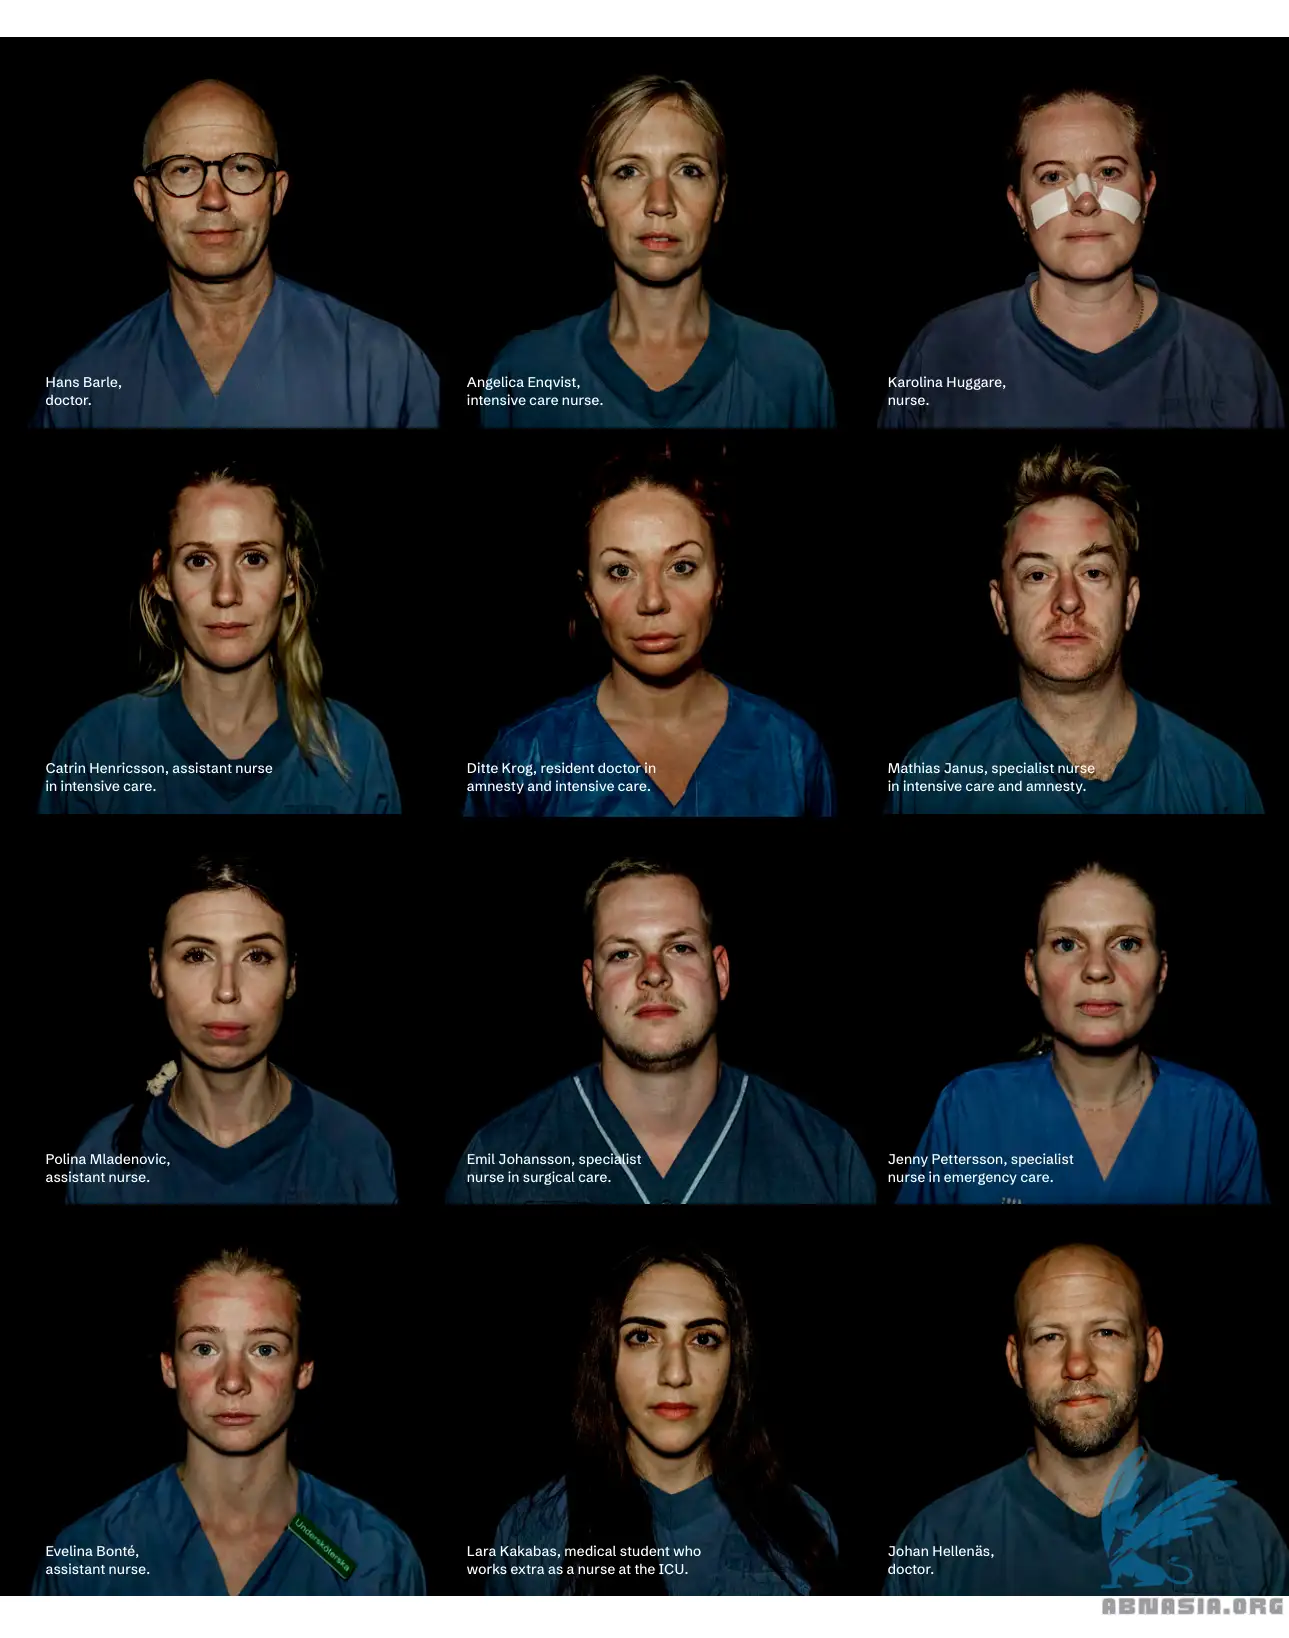 Hans Barle,
doctor.
Angelica Enqvist,
intensive care nurse.
Karolina Huggare,
nurse.
Catrin Henricsson, assistant nurse
in intensive care.
Ditte Krog, resident doctor in
amnesty and intensive care.
Mathias Janus, specialist nurse
in intensive care and amnesty.
Polina Mladenovic,
assistant nurse.
Emil Johansson, specialist
nurse in surgical care.
Jenny Pettersson, specialist
nurse in emergency care.
Undersköterska
Evelina Bonté,
assistant nurse.
Lara Kakabas, medical student who
works extra as a nurse at the ICU.
Johan Hellenäs,
doctor.
ABNASIA.ORG